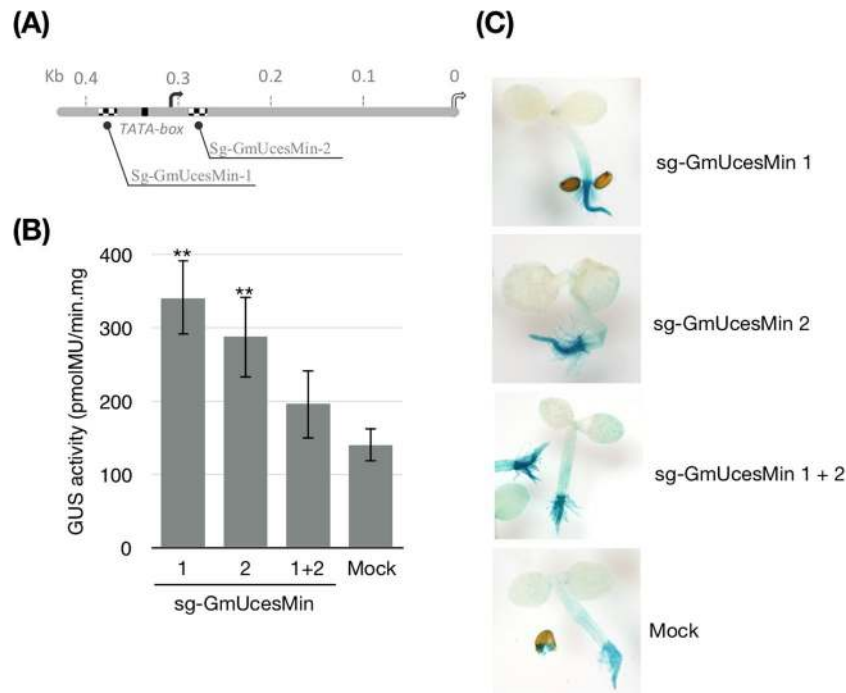 (A)
Kb 0.4 0.3 0.2 0.1 0
TATA-box
Sg-GmUcesMin-2
Sg-GmUcesMin-1
(B)
GUS activity (pmolMU/min.mg
400
300
200
100
0
**
**
1 2 1+2 Mock
sg-GmUcesMin
(C)
sg-GmUcesMin 1
sg-GmUcesMin 2
sg-GmUcesMin 1 + 2
Mock